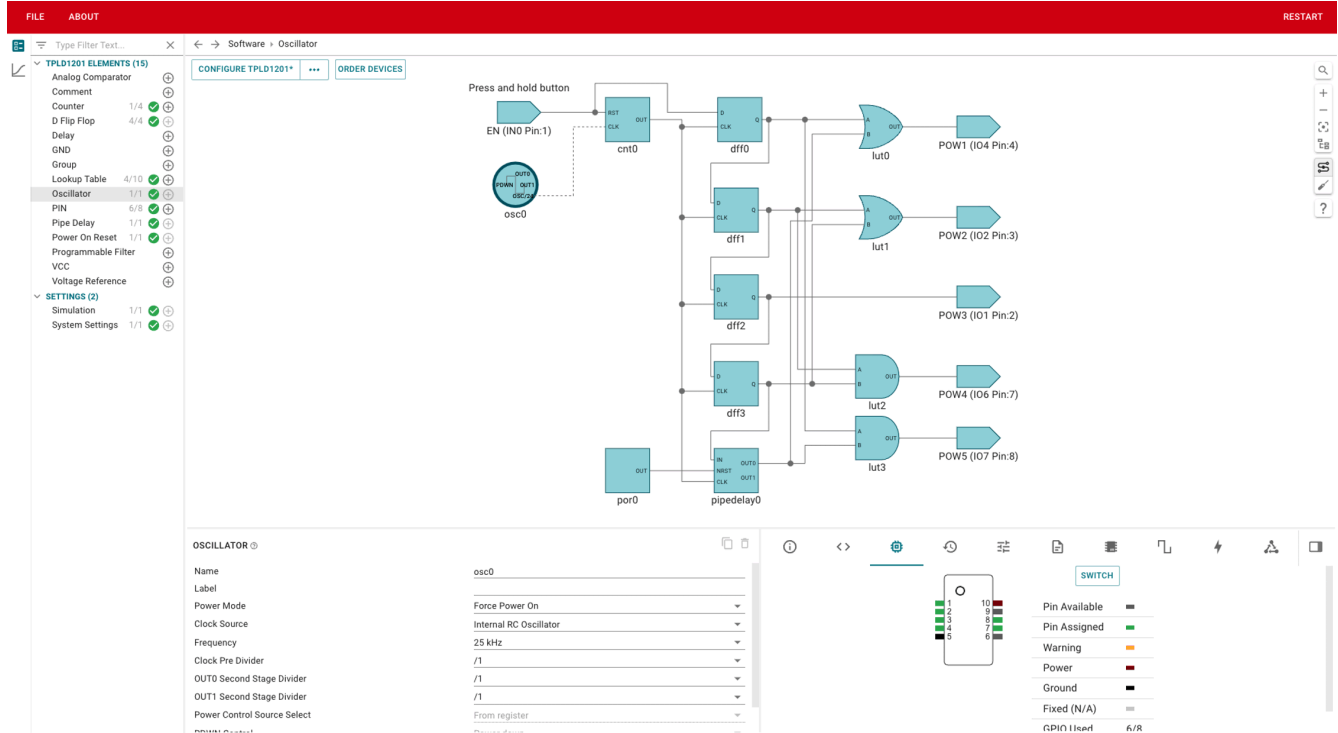 FILE ABOUT RESTART
Type Filter Text...
Software › Oscillator
TPLD1201 ELEMENTS (15)
Analog Comparator
Comment
Counter 1/4
D Flip Flop 4/4
Delay
GND
Group
Lookup Table 4/10
Oscillator 1/1
PIN 6/8
Pipe Delay 1/1
Power On Reset 1/1
Programmable Filter
VCC
Voltage Reference
SETTINGS (2)
Simulation 1/1
System Settings 1/1
CONFIGURE TPLD1201* ••• ORDER DEVICES
Press and hold button
EN (IN0 Pin:1)
RST
CLK
OUT
cnt0
PDWN
OUT0
OUT1
OSC/24
osc0
D
CLK
Q
dff0
A
B
OUT
lut0
POW1 (IO4 Pin:4)
D
CLK
Q
dff1
A
B
OUT
lut1
POW2 (IO2 Pin:3)
D
CLK
Q
dff2
POW3 (IO1 Pin:2)
D
CLK
Q
dff3
A
B
OUT
lut2
POW4 (IO6 Pin:7)
A
B
OUT
lut3
POW5 (IO7 Pin:8)
OUT
por0
IN
NRST
CLK
OUT0
OUT1
pipedelay0
OSCILLATOR
Name osc0
Label
Power Mode Force Power On
Clock Source Internal RC Oscillator
Frequency 25 kHz
Clock Pre Divider /1
OUT0 Second Stage Divider /1
OUT1 Second Stage Divider /1
Power Control Source Select From register
PDWN Control Power down
SWITCH
1 10
2 9
3 8
4 7
5 6
Pin Available
Pin Assigned
Warning
Power
Ground
Fixed (N/A)
GPIO Used 6/8